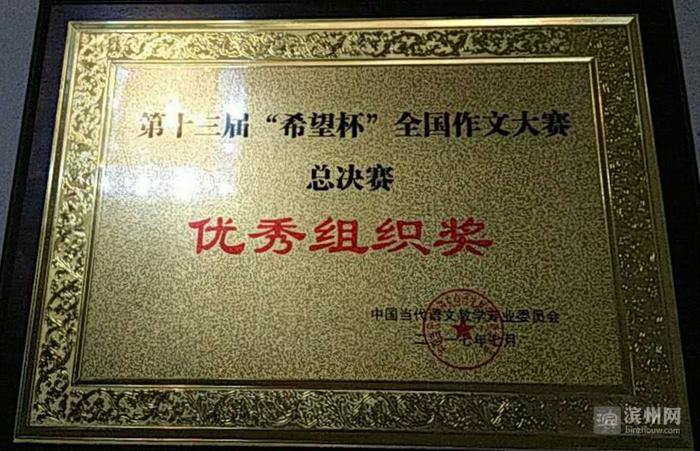 第十三届“希望杯”全国作文大赛
总决赛
优秀组织奖
中国当代语文教学专业委员会
二〇一七年七月
滨州网
binzhouw.com